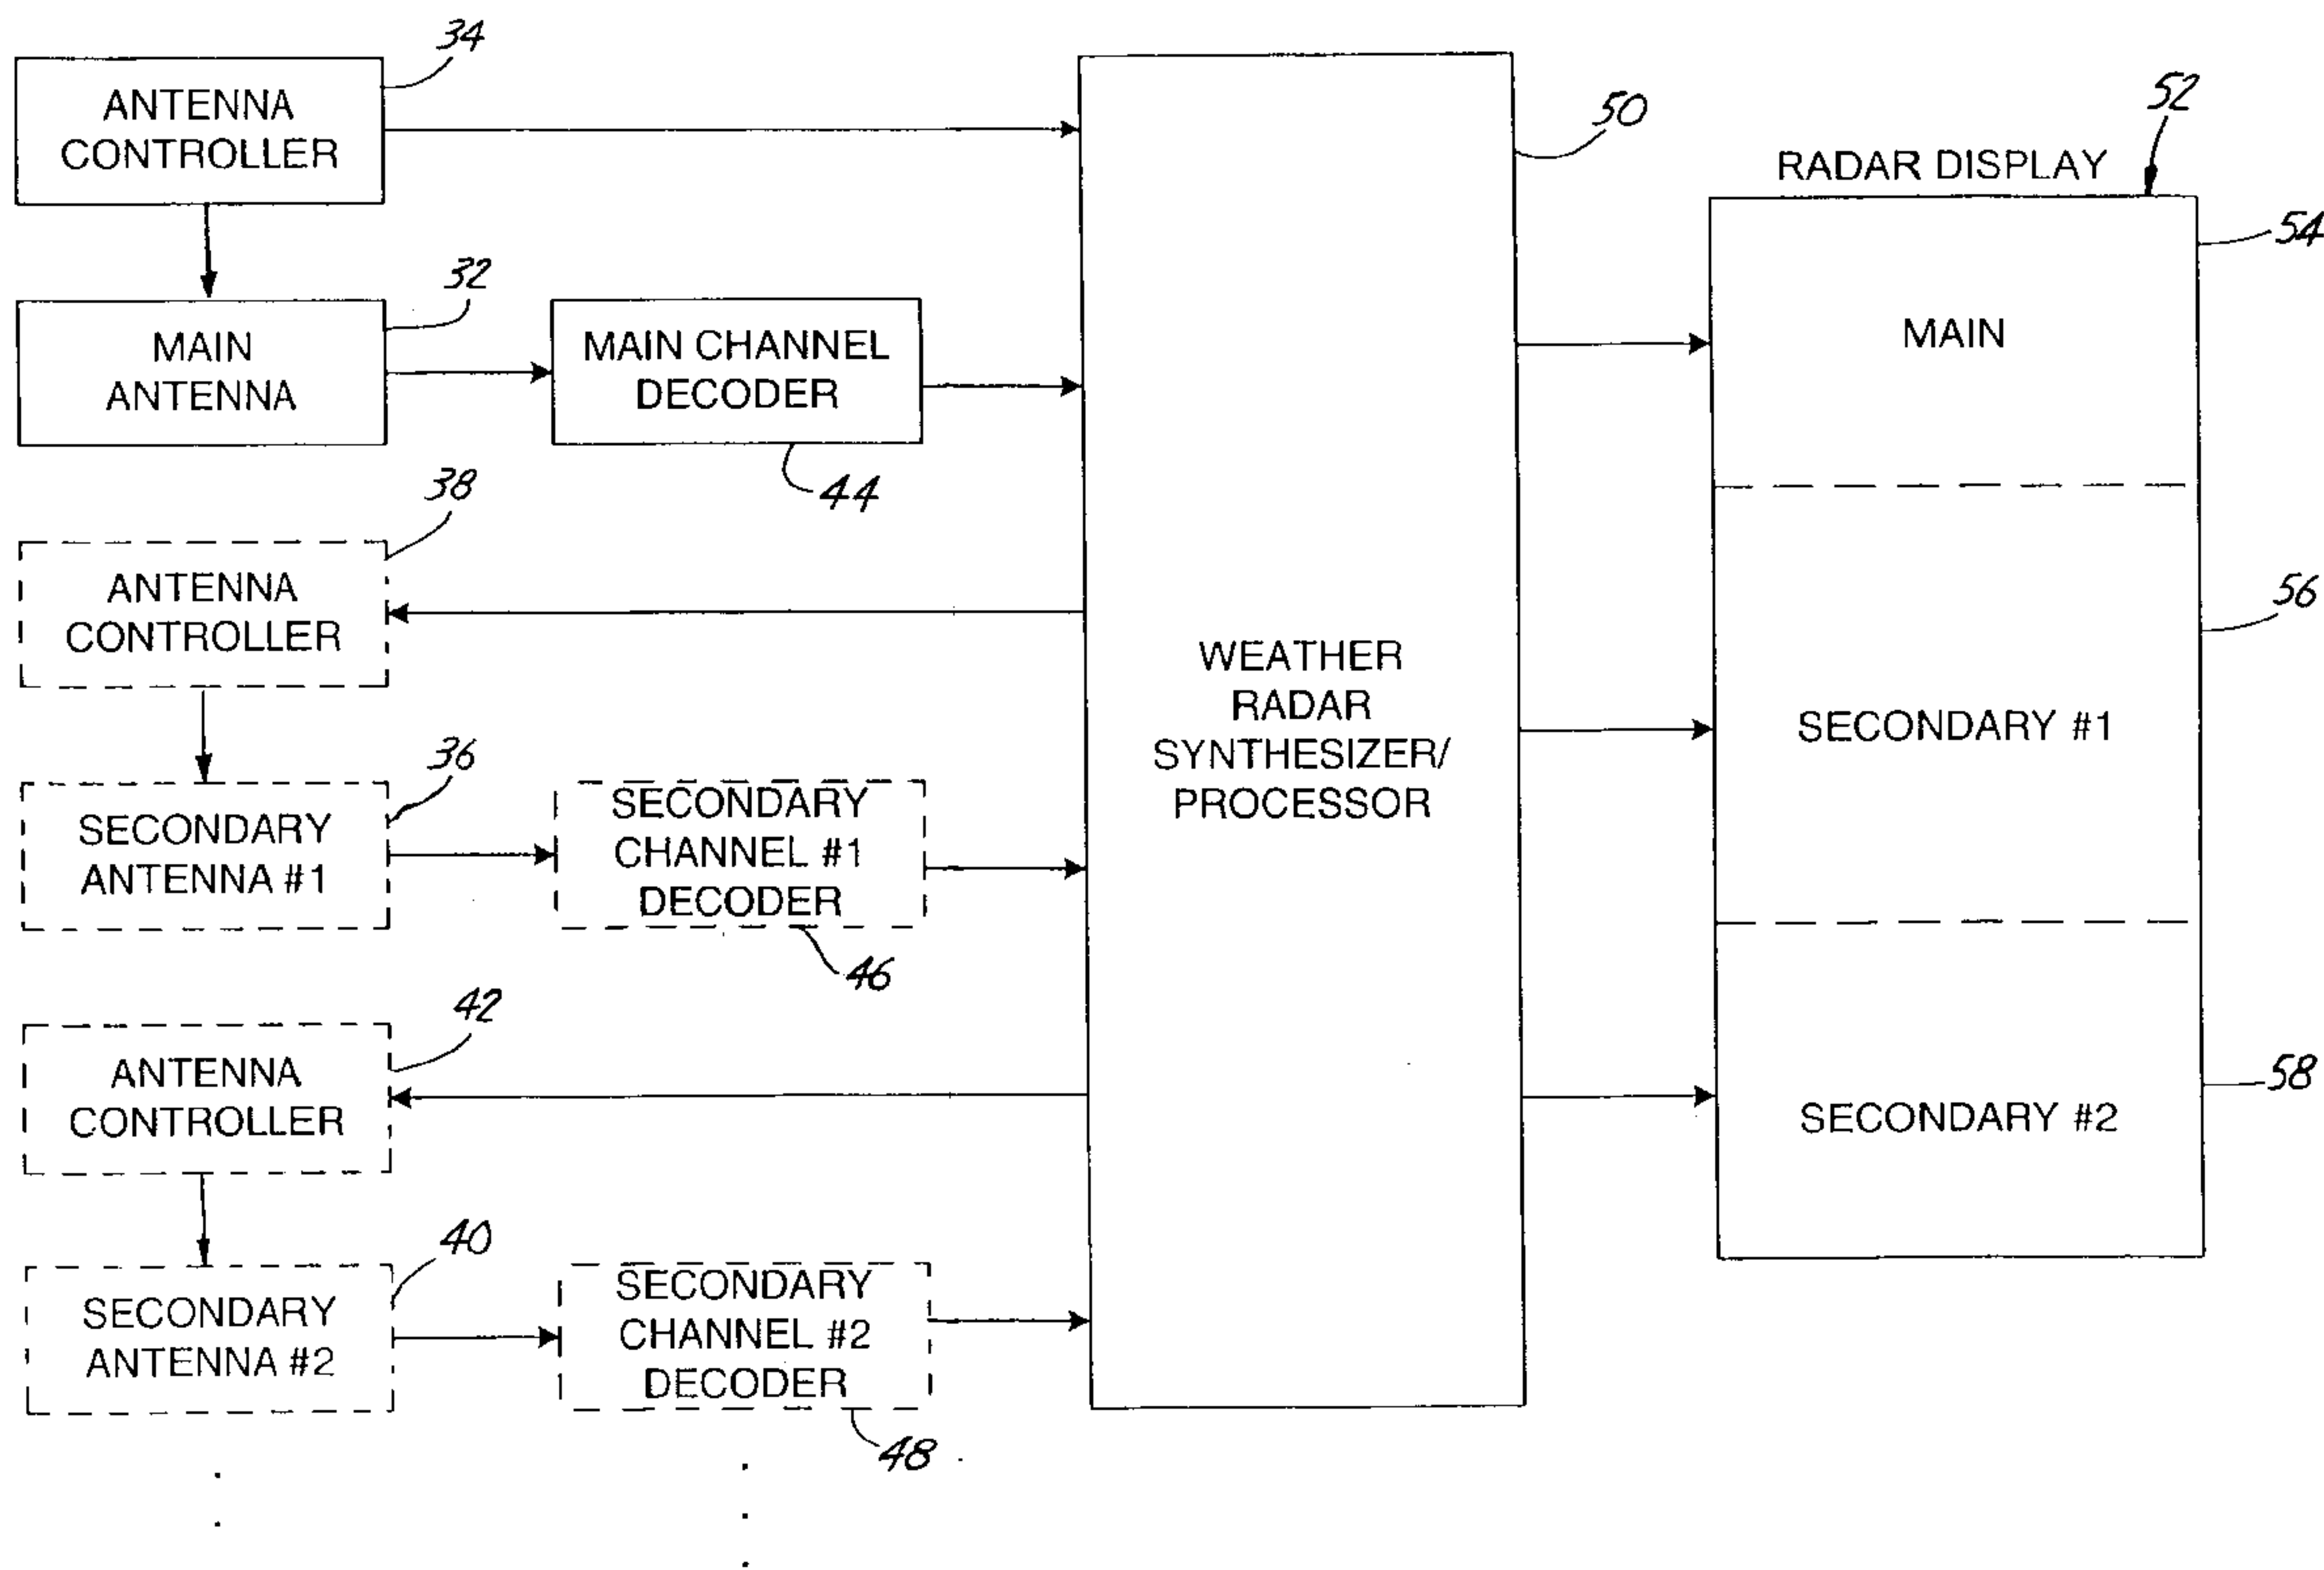 34
ANTENNA
CONTROLLER
50
52
RADAR DISPLAY
54
32
MAIN
ANTENNA
MAIN CHANNEL
DECODER
44
MAIN
38
ANTENNA
CONTROLLER
56
WEATHER
RADAR
SYNTHESIZER/
PROCESSOR
SECONDARY #1
36
SECONDARY
ANTENNA #1
SECONDARY
CHANNEL #1
DECODER
46
42
ANTENNA
CONTROLLER
58
SECONDARY #2
40
SECONDARY
ANTENNA #2
SECONDARY
CHANNEL #2
DECODER
48